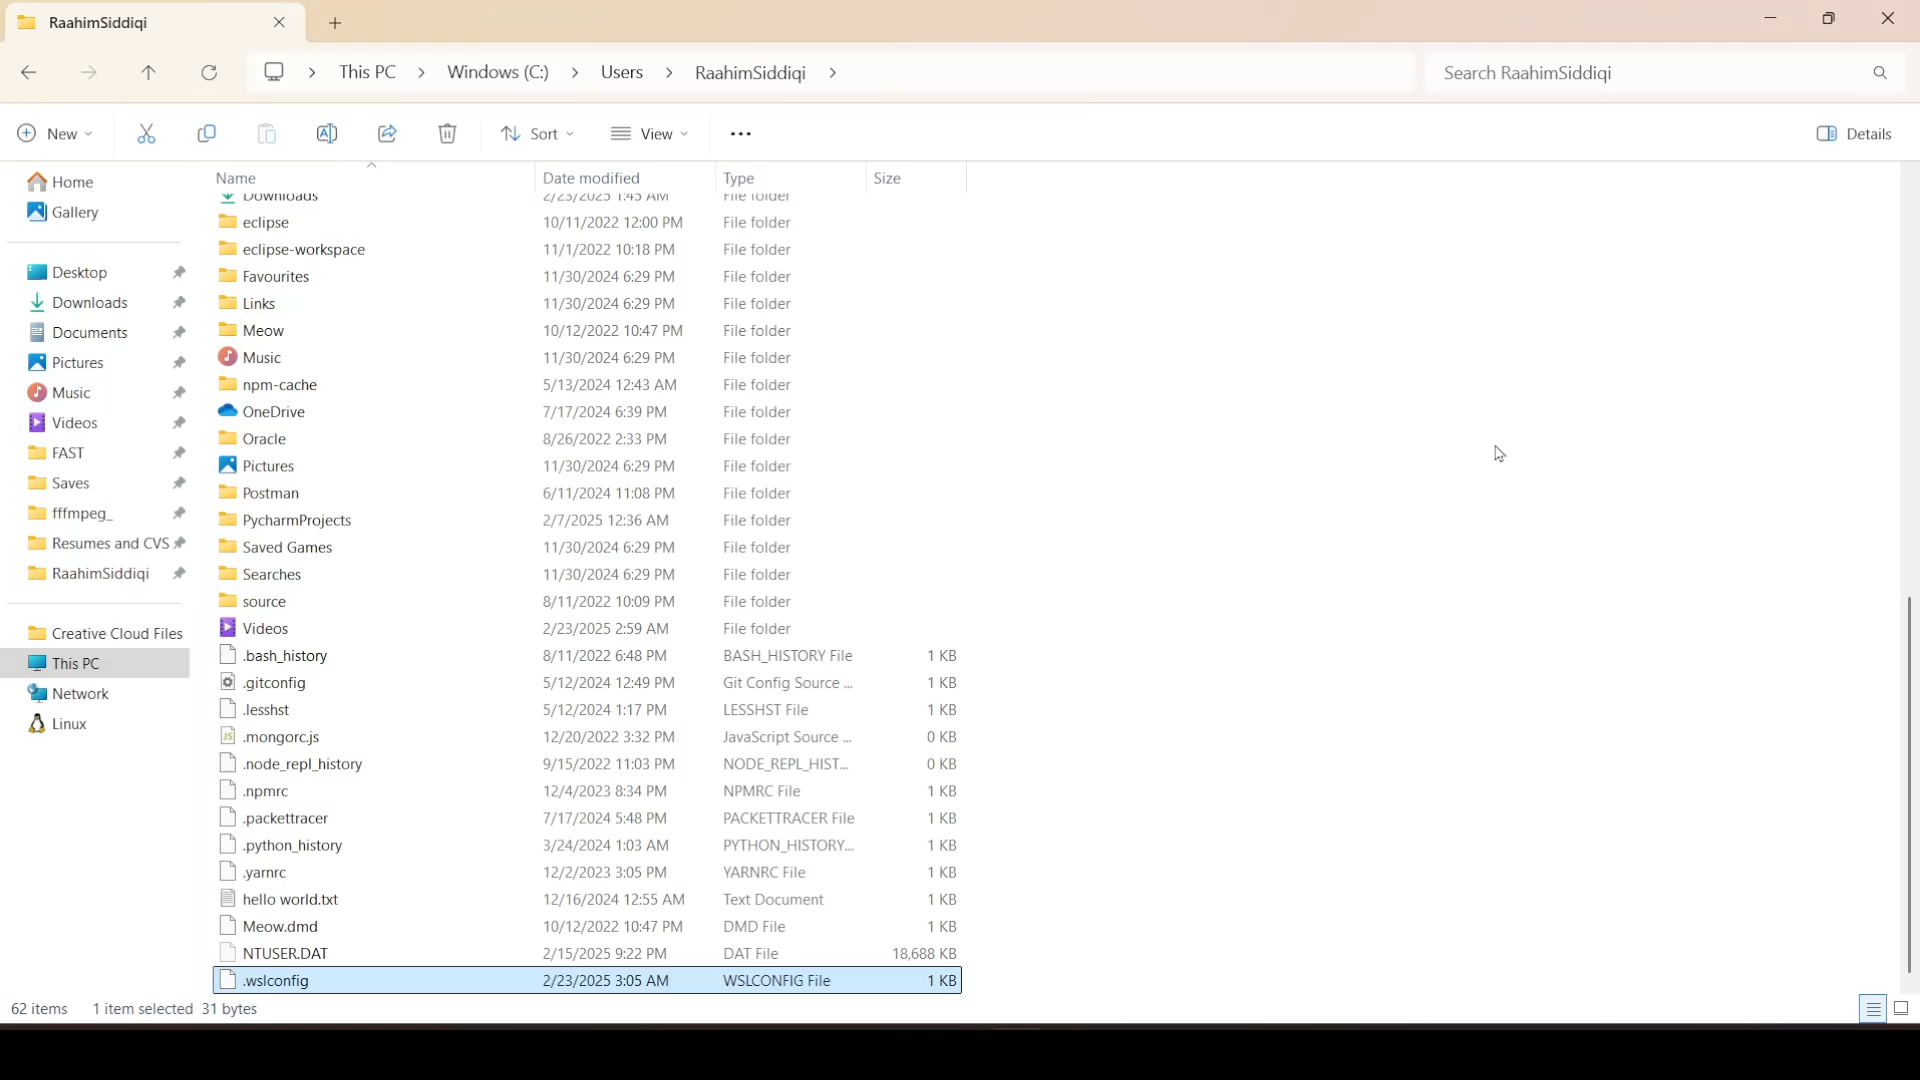 RaahimSiddiqi
This PC > Windows (C:) > Users > RaahimSiddiqi >
Search RaahimSiddiqi
New
Sort
View
Details
Home
Gallery
Desktop
Downloads
Documents
Pictures
Music
Videos
FAST
Saves
fffmpeg_
Resumes and CVS
RaahimSiddiqi
Creative Cloud Files
This PC
Network
Linux
Name Date modified Type Size
Downloads 2/23/2025 1:45 AM File folder
eclipse 10/11/2022 12:00 PM File folder
eclipse-workspace 11/1/2022 10:18 PM File folder
Favourites 11/30/2024 6:29 PM File folder
Links 11/30/2024 6:29 PM File folder
Meow 10/12/2022 10:47 PM File folder
Music 11/30/2024 6:29 PM File folder
npm-cache 5/13/2024 12:43 AM File folder
OneDrive 7/17/2024 6:39 PM File folder
Oracle 8/26/2022 2:33 PM File folder
Pictures 11/30/2024 6:29 PM File folder
Postman 6/11/2024 11:08 PM File folder
PycharmProjects 2/7/2025 12:36 AM File folder
Saved Games 11/30/2024 6:29 PM File folder
Searches 11/30/2024 6:29 PM File folder
source 8/11/2022 10:09 PM File folder
Videos 2/23/2025 2:59 AM File folder
.bash_history 8/11/2022 6:48 PM BASH_HISTORY File 1 KB
.gitconfig 5/12/2024 12:49 PM Git Config Source ... 1 KB
.lesshst 5/12/2024 1:17 PM LESSHST File 1 KB
.mongorc.js 12/20/2022 3:32 PM JavaScript Source ... 0 KB
.node_repl_history 9/15/2022 11:03 PM NODE_REPL_HIST... 0 KB
.npmrc 12/4/2023 8:34 PM NPMRC File 1 KB
.packettracer 7/17/2024 5:48 PM PACKETTRACER File 1 KB
.python_history 3/24/2024 1:03 AM PYTHON_HISTORY... 1 KB
.yarnrc 12/2/2023 3:05 PM YARNRC File 1 KB
hello world.txt 12/16/2024 12:55 AM Text Document 1 KB
Meow.dmd 10/12/2022 10:47 PM DMD File 1 KB
NTUSER.DAT 2/15/2025 9:22 PM DAT File 18,688 KB
.wslconfig 2/23/2025 3:05 AM WSLCONFIG File 1 KB
62 items 1 item selected 31 bytes